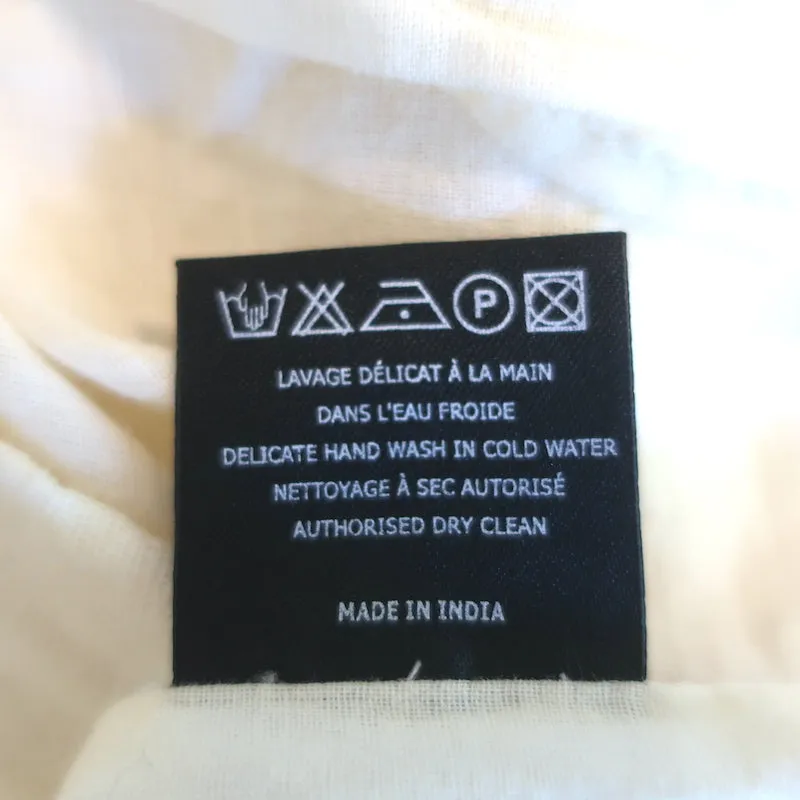 P
LAVAGE DÉLICAT À LA MAIN
DANS L'EAU FROIDE
DELICATE HAND WASH IN COLD WATER
NETTOYAGE À SEC AUTORISÉ
AUTHORISED DRY CLEAN
MADE IN INDIA